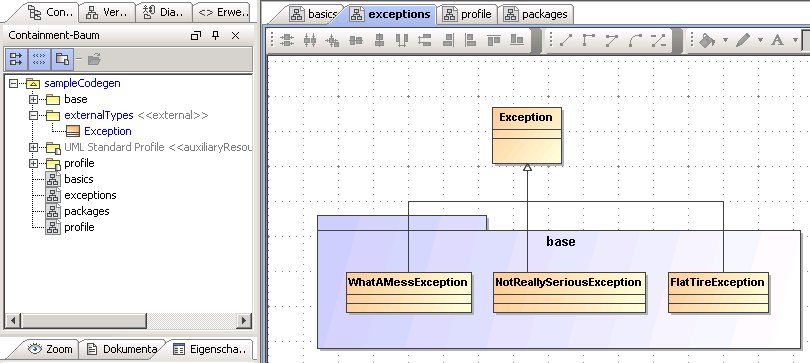 Con..
Ver..
Dia..
<> Erwe...
Containment-Baum
sampleCodegen
base
externalTypes <<external>>
Exception
UML Standard Profile <<auxiliaryResou
profile
basics
exceptions
packages
profile
Zoom
Dokumenta
Eigenscha..
basics
exceptions
profile
packages
A
Exception
base
WhatAMessException
NotReallySeriousException
FlatTireException